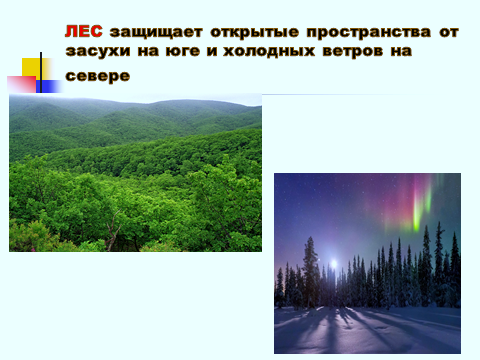 ЛЕС защищает открытые пространства от
засухи на юге и холодных ветров на
севере